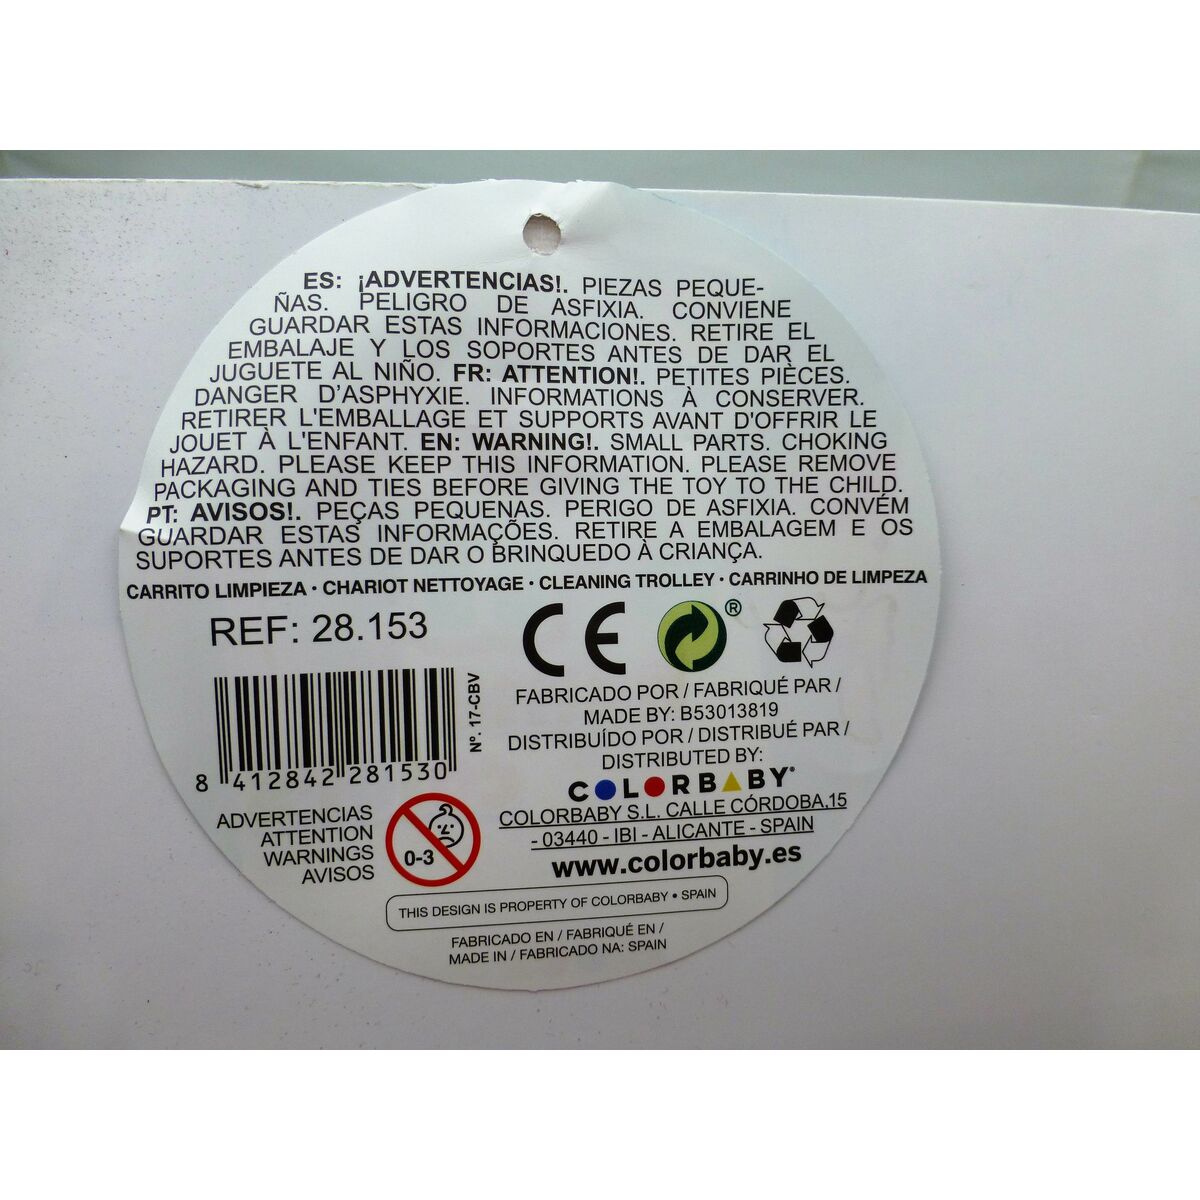 ES: ¡ADVERTENCIAS!. PIEZAS PEQUE-
ÑAS. PELIGRO DE ASFIXIA. CONVIENE
GUARDAR ESTAS INFORMACIONES. RETIRE EL
EMBALAJE Y LOS SOPORTES ANTES DE DAR EL
JUGUETE AL NIÑO. FR: ATTENTION!. PETITES PIÈCES.
DANGER D'ASPHYXIE. INFORMATIONS À CONSERVER.
RETIRER L'EMBALLAGE ET SUPPORTS AVANT D'OFFRIR LE
JOUET À L'ENFANT. EN: WARNING!. SMALL PARTS. CHOKING
HAZARD. PLEASE KEEP THIS INFORMATION. PLEASE REMOVE
PACKAGING AND TIES BEFORE GIVING THE TOY TO THE CHILD.
PT: AVISOS!. PEÇAS PEQUENAS. PERIGO DE ASFIXIA. CONVÉM
GUARDAR ESTAS INFORMAÇÕES. RETIRE A EMBALAGEM E OS
SUPORTES ANTES DE DAR O BRINQUEDO À CRIANÇA.
CARRITO LIMPIEZA · CHARIOT NETTOYAGE · CLEANING TROLLEY · CARRINHO DE LIMPEZA
REF: 28.153
CE
®
8 412842 281530
Nº. 17-CBV
FABRICADO POR / FABRIQUÉ PAR /
MADE BY: B53013819
DISTRIBUÍDO POR / DISTRIBUÉ PAR /
DISTRIBUTED BY:
COLORBABY®
COLORBABY S.L. CALLE CÓRDOBA,15
- 03440 - IBI - ALICANTE - SPAIN
www.colorbaby.es
ADVERTENCIAS
ATTENTION
WARNINGS
AVISOS
0-3
THIS DESIGN IS PROPERTY OF COLORBABY • SPAIN
FABRICADO EN / FABRIQUÉ EN /
MADE IN / FABRICADO NA: SPAIN